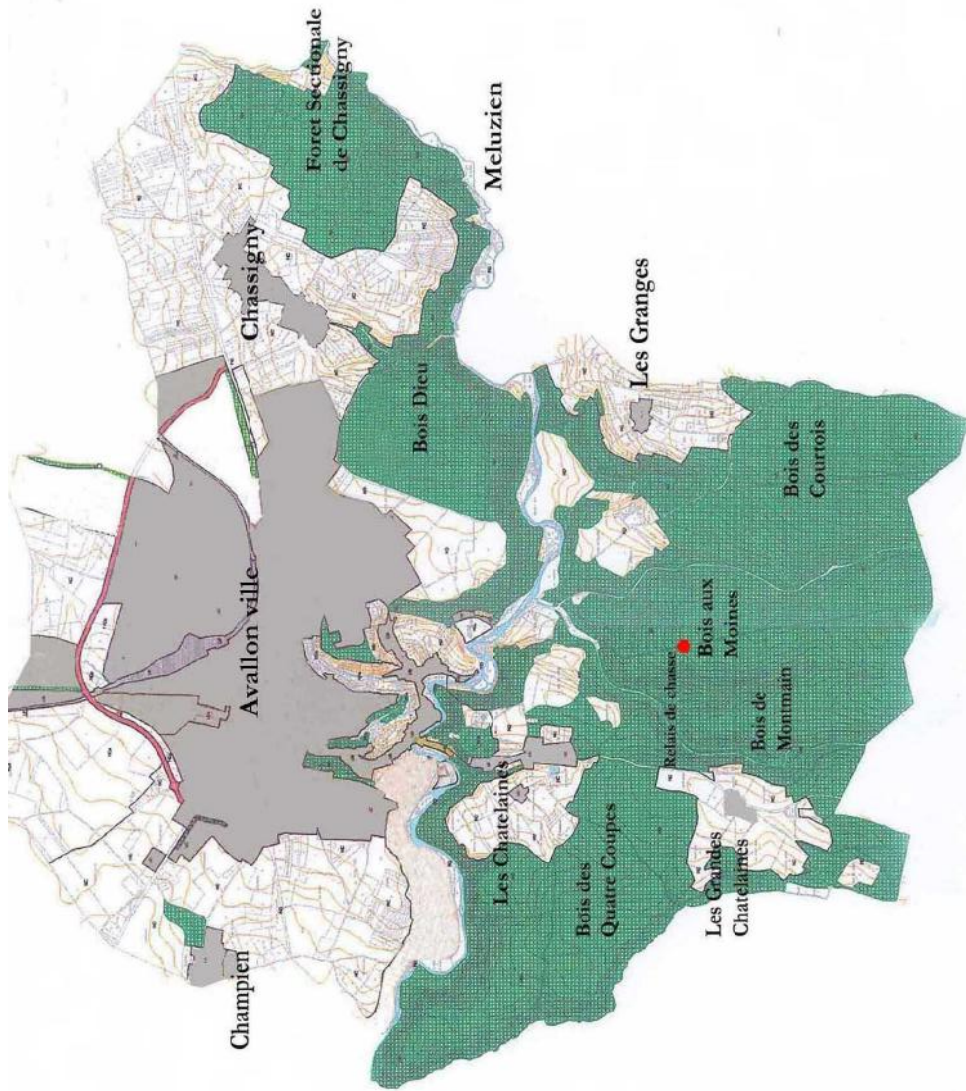 Foret Sectionale
de Chassigny
Meluzien
Chassigny
Les Granges
Bois Dieu
Bois des
Courtois
Avallon ville
Bois aux
Moines
Relais de chasse
Bois de
Montmain
Les Chatelaines
Bois des
Quatre Coupes
Les Grandes
Chatelaines
Champien